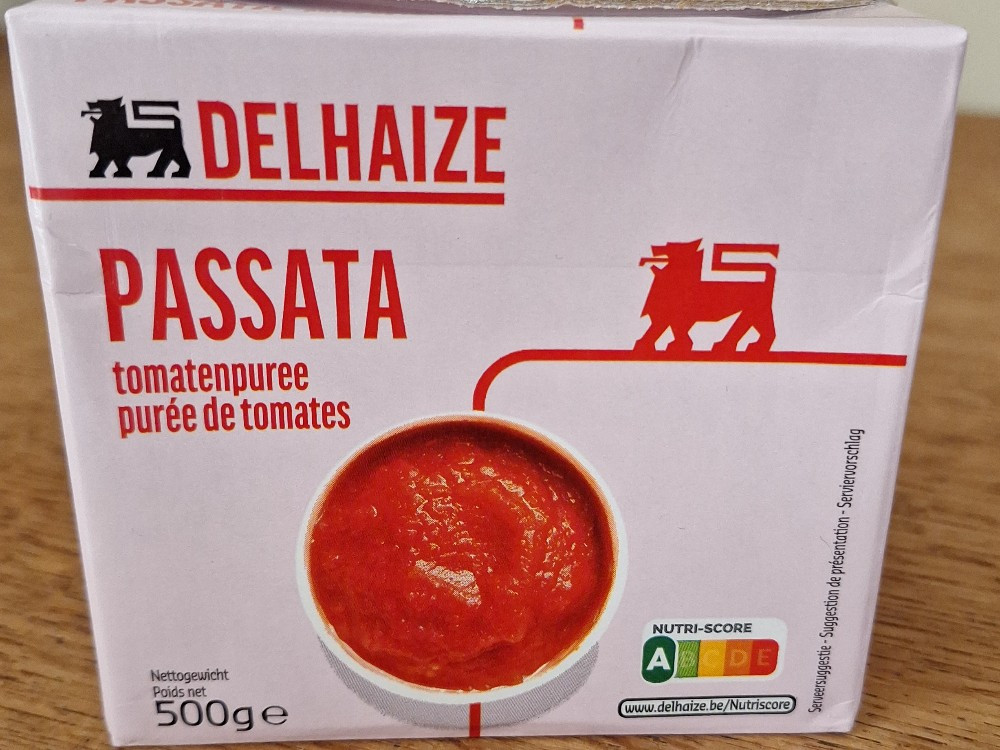 DELHAIZE
PASSATA
tomatenpuree
purée de tomates
Nettogewicht
Poids net
500g e
NUTRI-SCORE
A B C D E
www.delhaize.be/Nutriscore
Serveersuggestie - Suggestion de présentation - Serviervorschlag